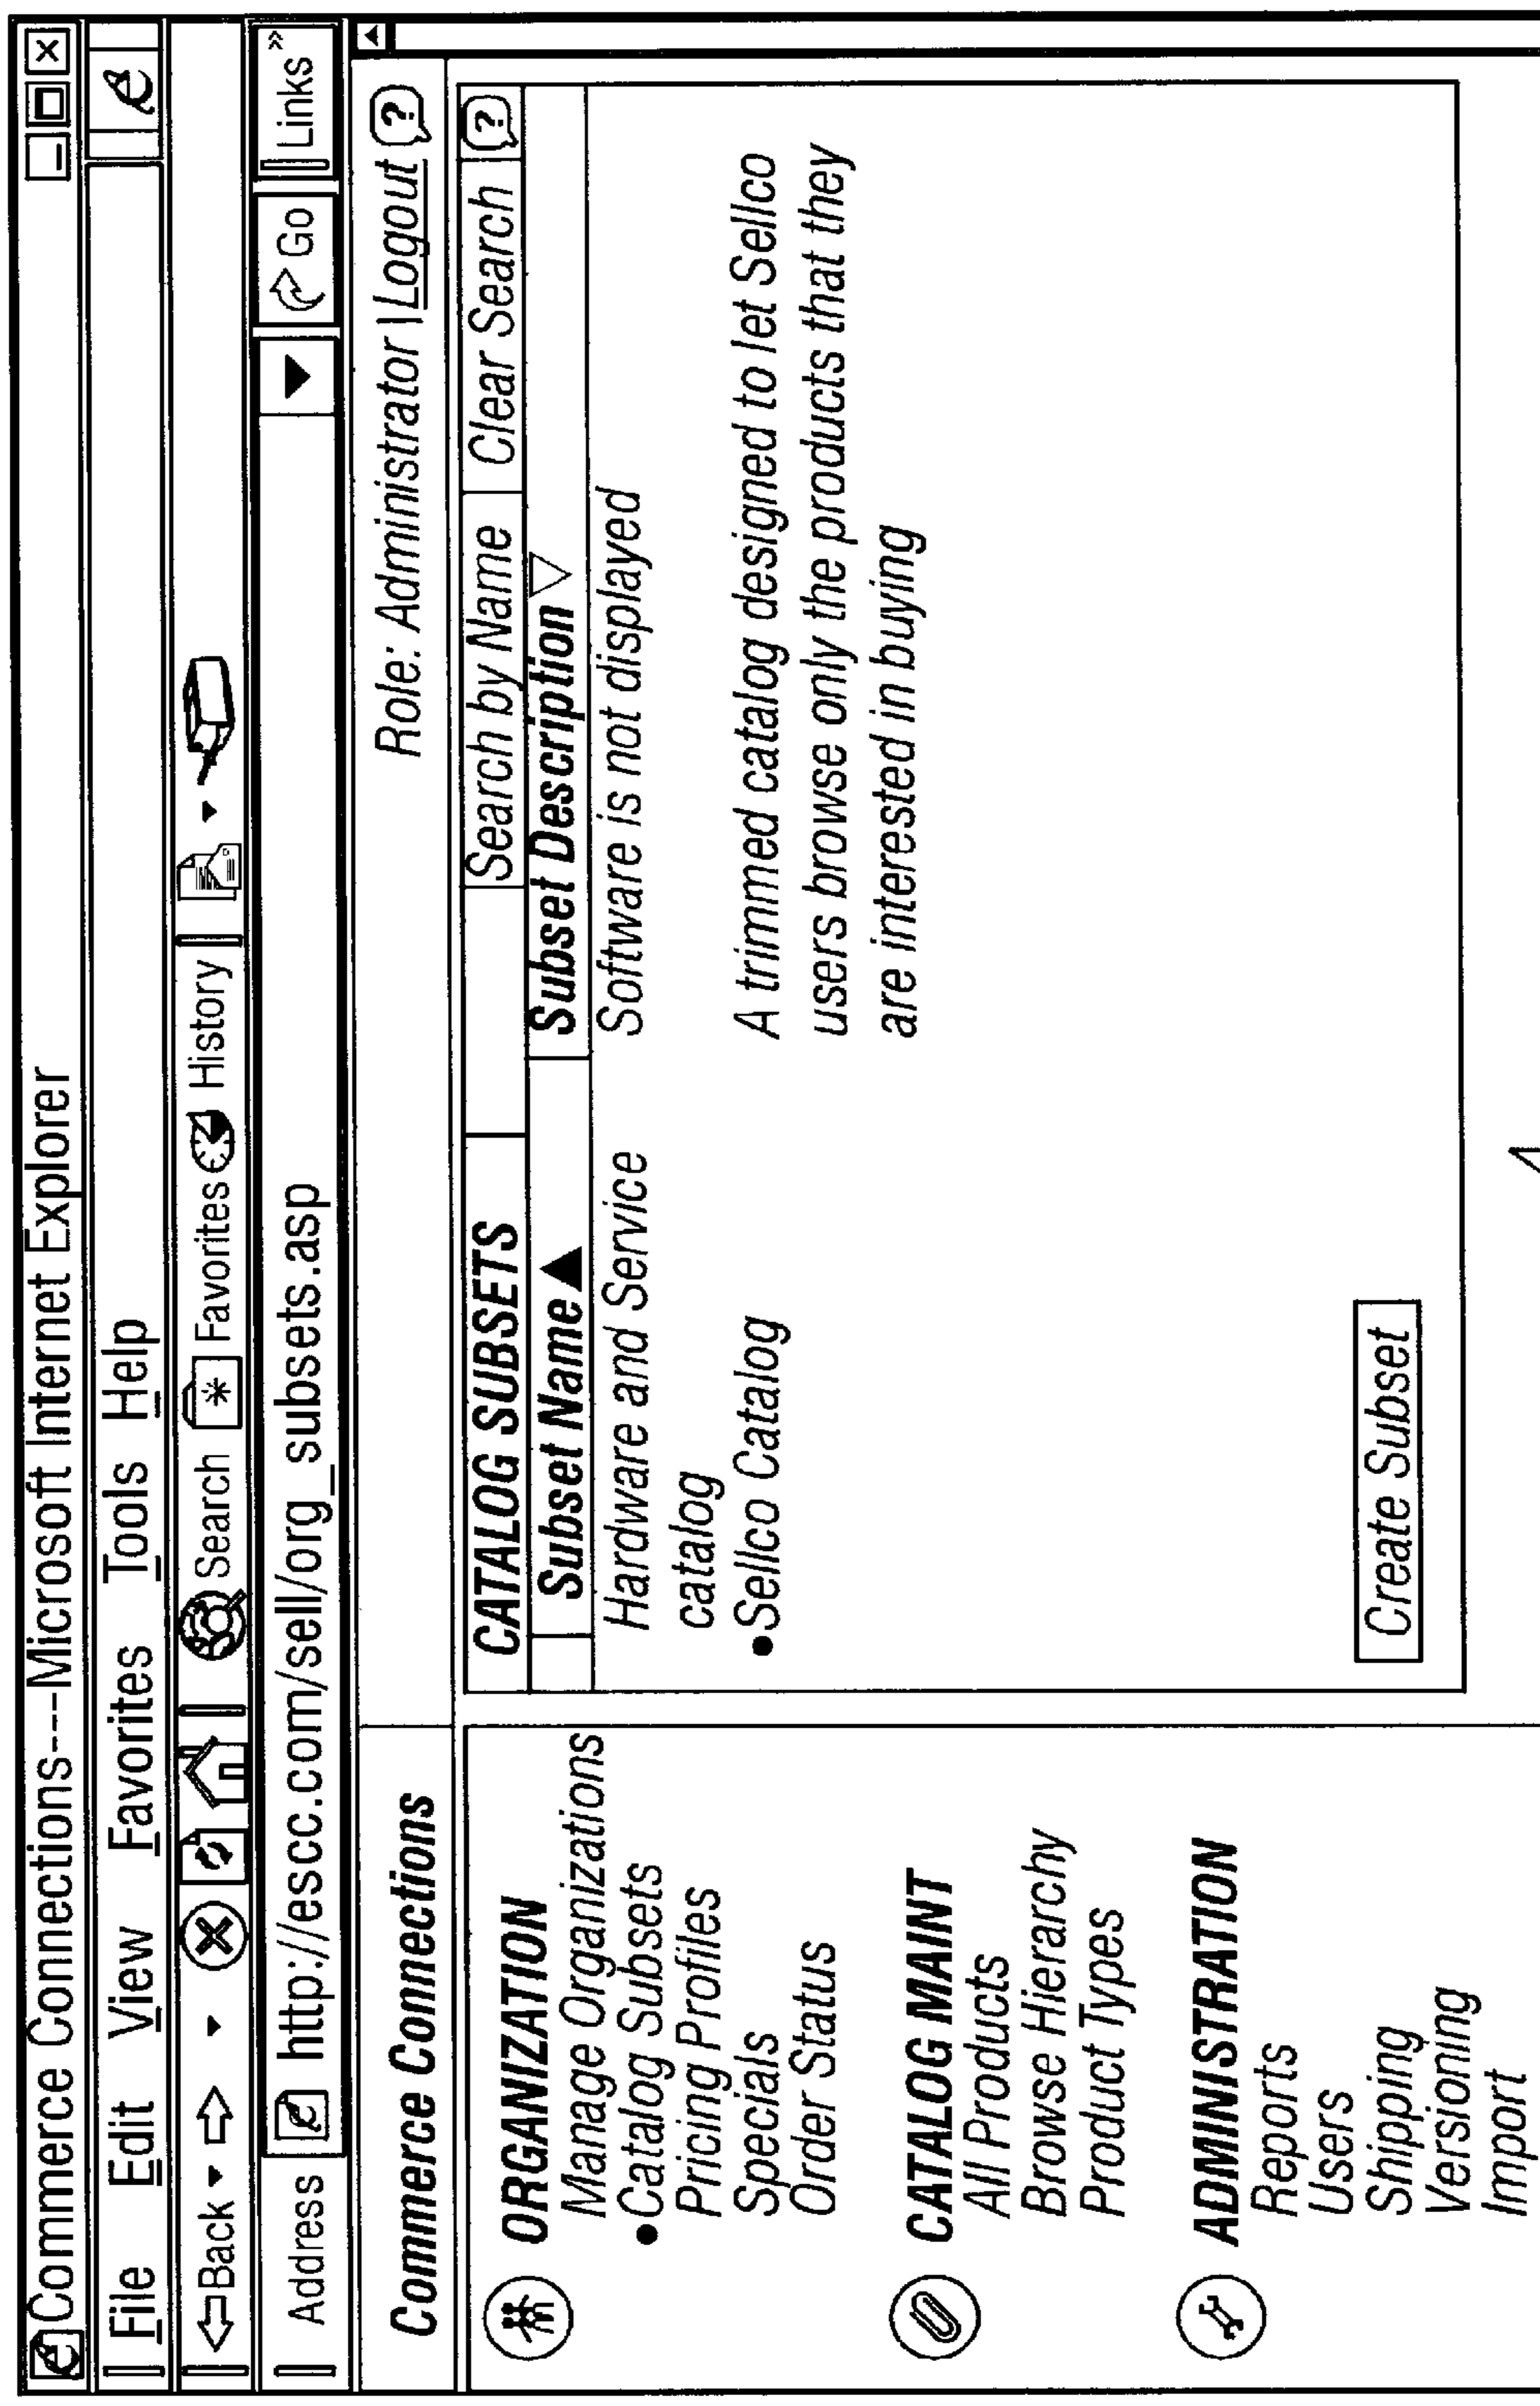 Commerce Connections---Microsoft Internet Explorer
File Edit View Favorites Tools Help
Back Search Favorites History
Address http://escc.com/sell/org_subsets.asp Go Links »
Commerce Connections
Role: Administrator | Logout ?
ORGANIZATION
Manage Organizations
•Catalog Subsets
Pricing Profiles
Specials
Order Status
CATALOG MAINT
All Products
Browse Hierarchy
Product Types
ADMINISTRATION
Reports
Users
Shipping
Versioning
Import
CATALOG SUBSETS Search by Name Clear Search ?
Subset Name Subset Description
Hardware and Service Software is not displayed
catalog
•Sellco Catalog A trimmed catalog designed to let Sellco
users browse only the products that they
are interested in buying
Create Subset